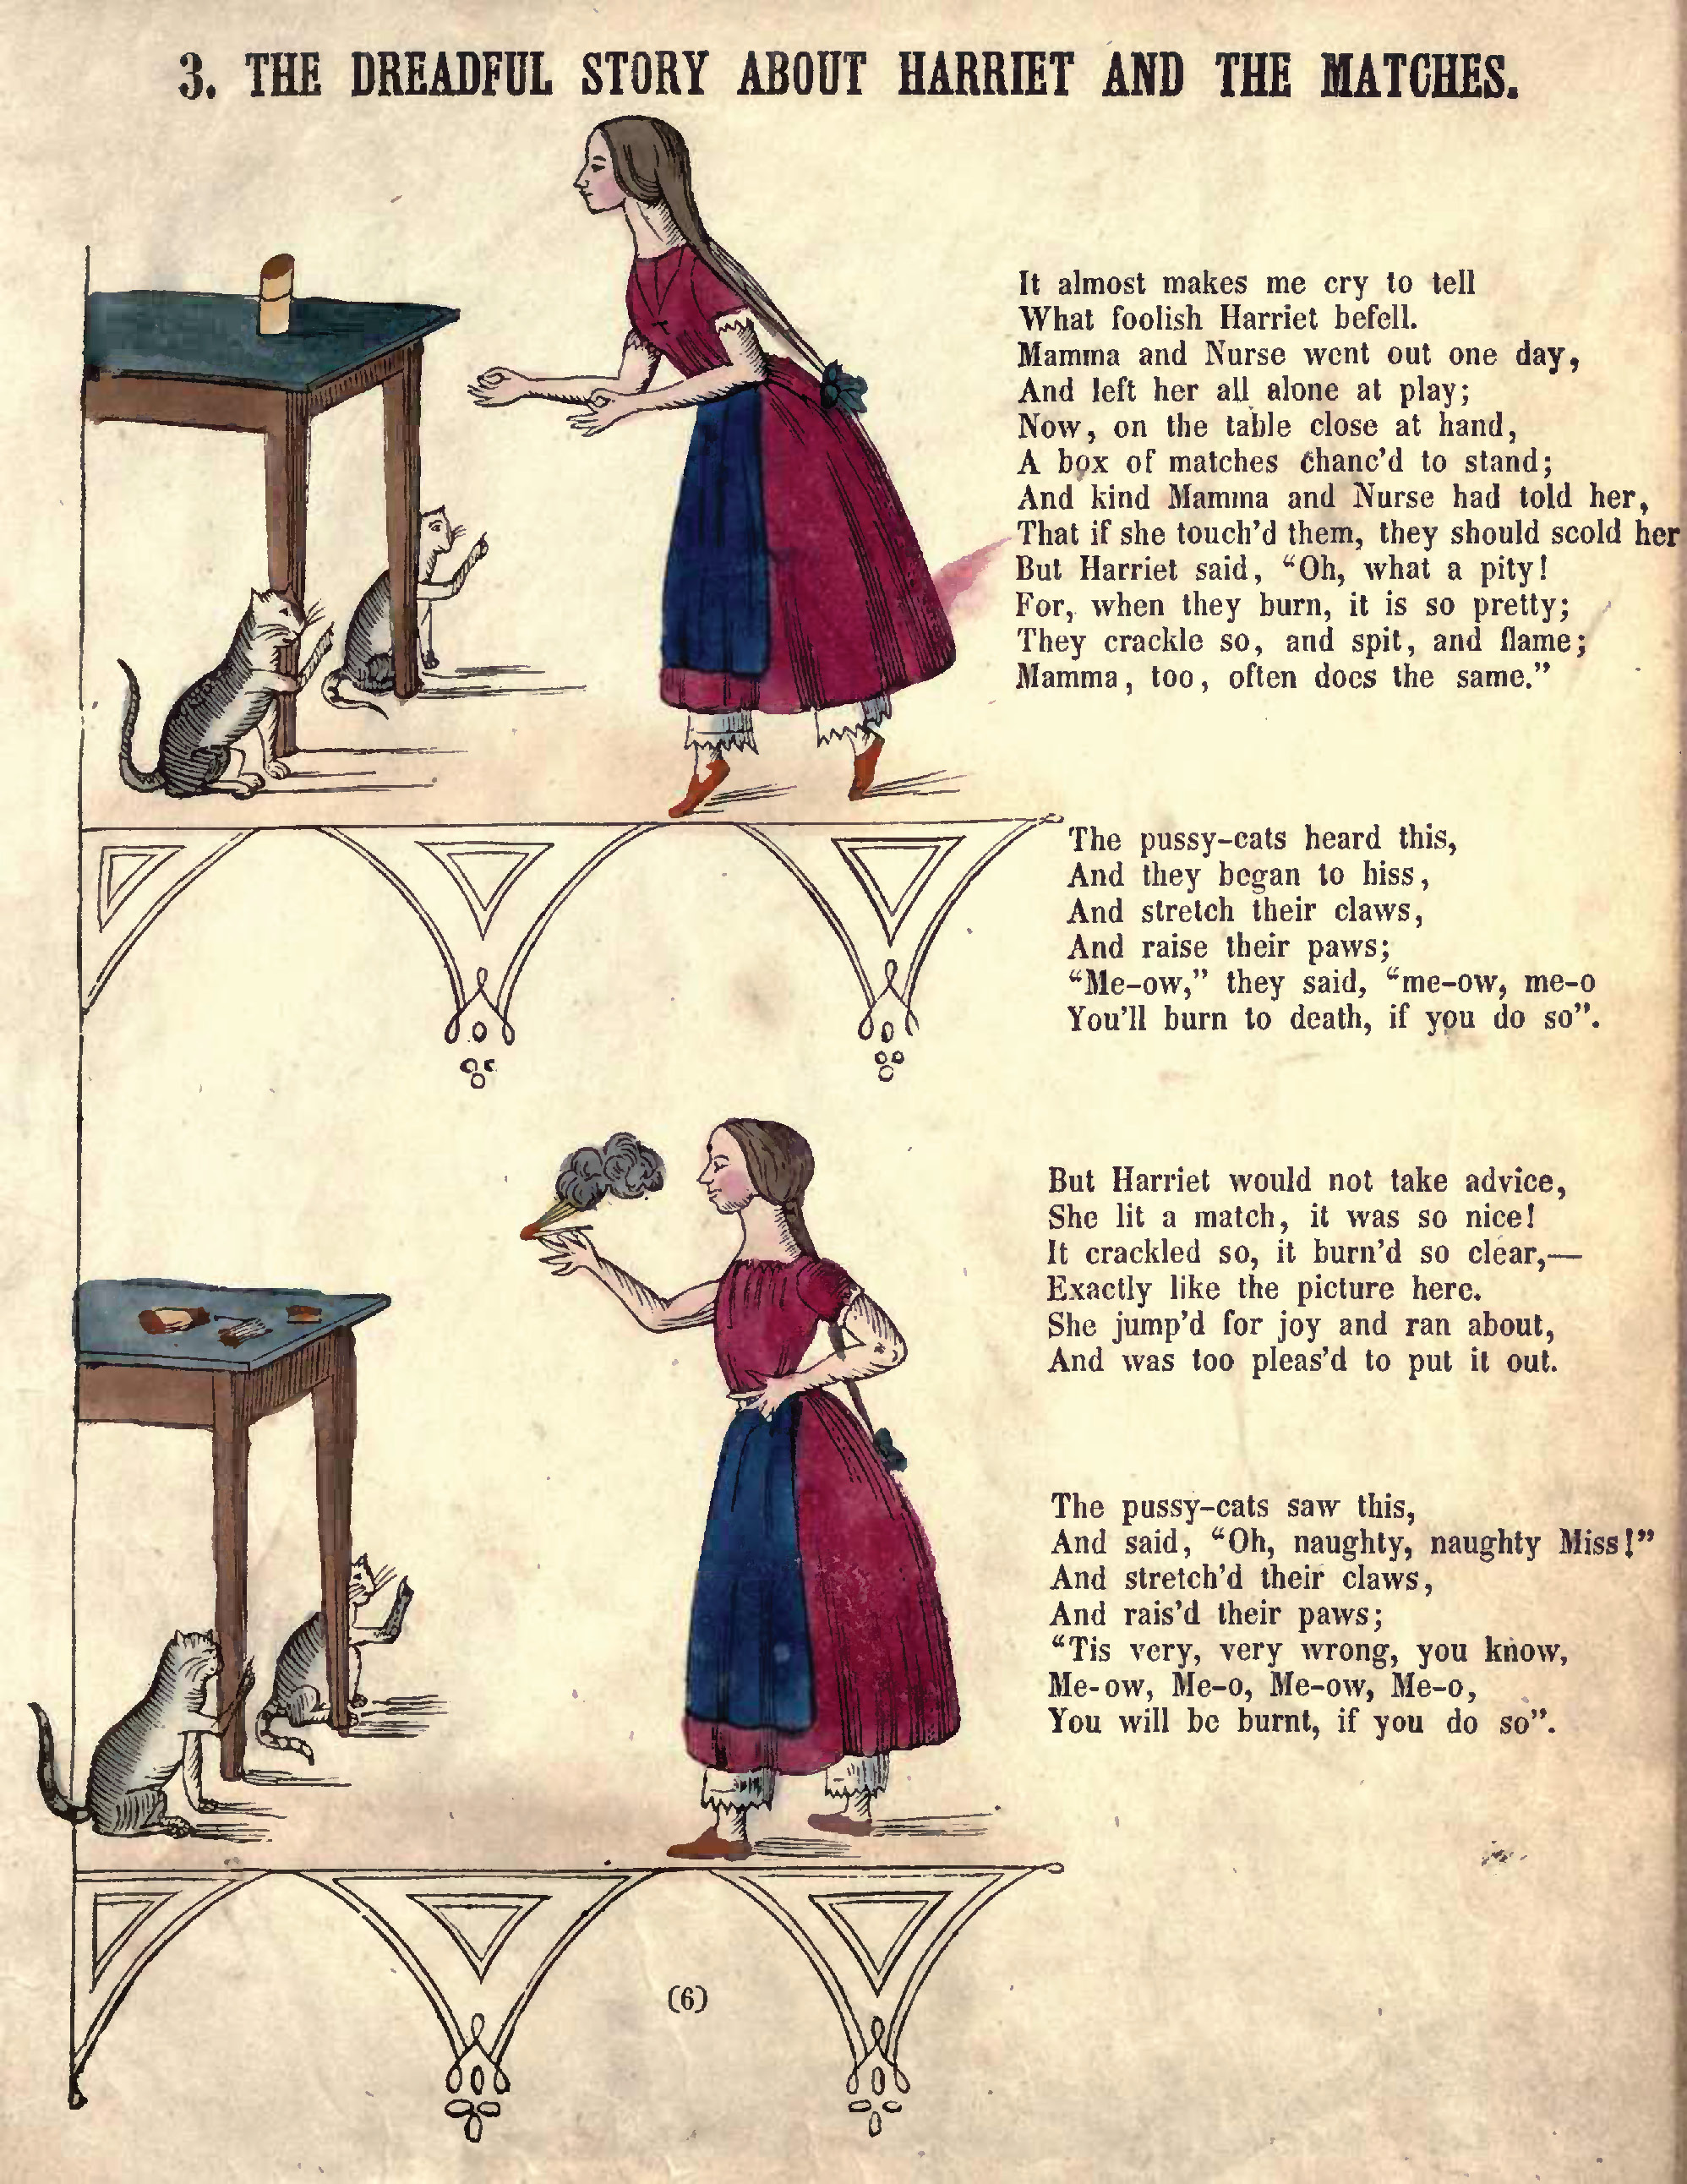 3. THE DREADFUL STORY ABOUT HARRIET AND THE MATCHES.
It almost makes me cry to tell
What foolish Harriet befell.
Mamma and Nurse went out one day,
And left her all alone at play;
Now, on the table close at hand,
A box of matches chanc'd to stand;
And kind Mamma and Nurse had told her,
That if she touch'd them, they should scold her
But Harriet said, “Oh, what a pity!
For, when they burn, it is so pretty;
They crackle so, and spit, and flame;
Mamma, too, often does the same.”
The pussy-cats heard this,
And they began to hiss,
And stretch their claws,
And raise their paws;
“Me-ow,” they said, “me-ow, me-o
You'll burn to death, if you do so”.
But Harriet would not take advice,
She lit a match, it was so nice!
It crackled so, it burn'd so clear,—
Exactly like the picture here.
She jump'd for joy and ran about,
And was too pleas'd to put it out.
The pussy-cats saw this,
And said, “Oh, naughty, naughty Miss!”
And stretch'd their claws,
And rais'd their paws;
“Tis very, very wrong, you know,
Me-ow, Me-o, Me-ow, Me-o,
You will be burnt, if you do so”.
(6)